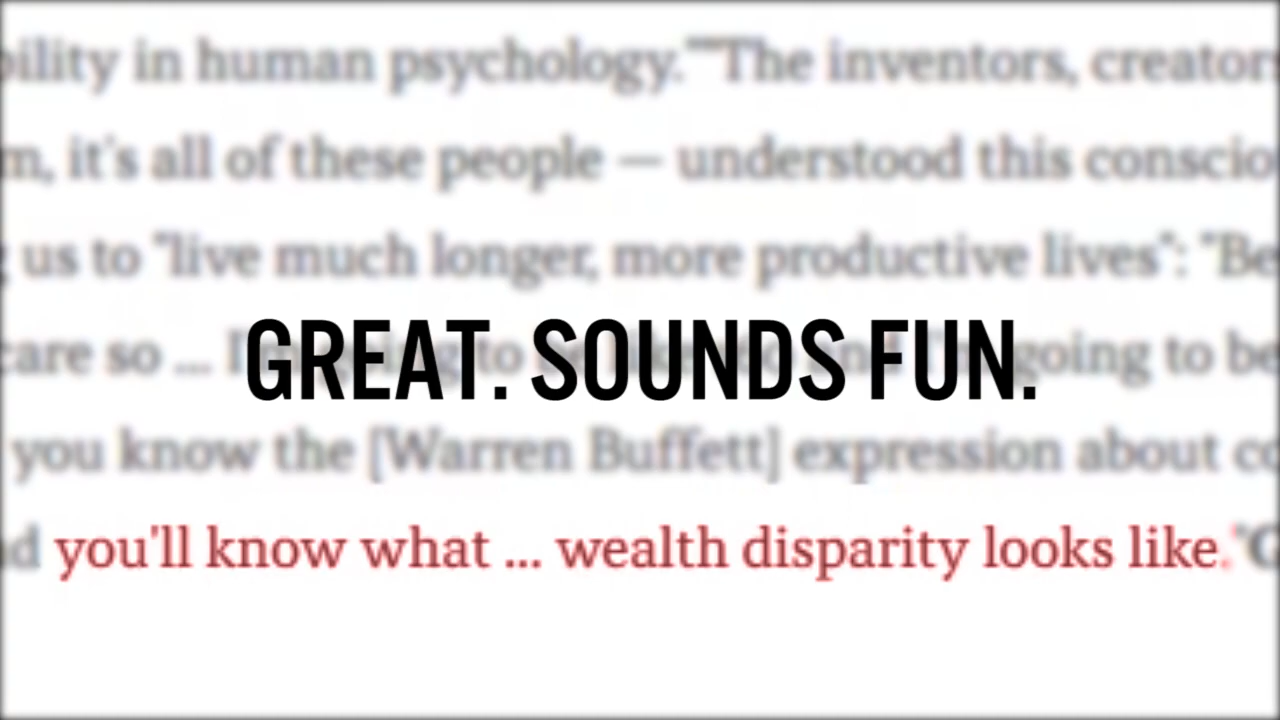 bility in human psychology.""The inventors, creators
m, it's all of these people — understood this conscio
g us to "live much longer, more productive lives": "Be
care so ... going to be
GREAT. SOUNDS FUN.
you know the [Warren Buffett] expression about co
d you'll know what ... wealth disparity looks like."